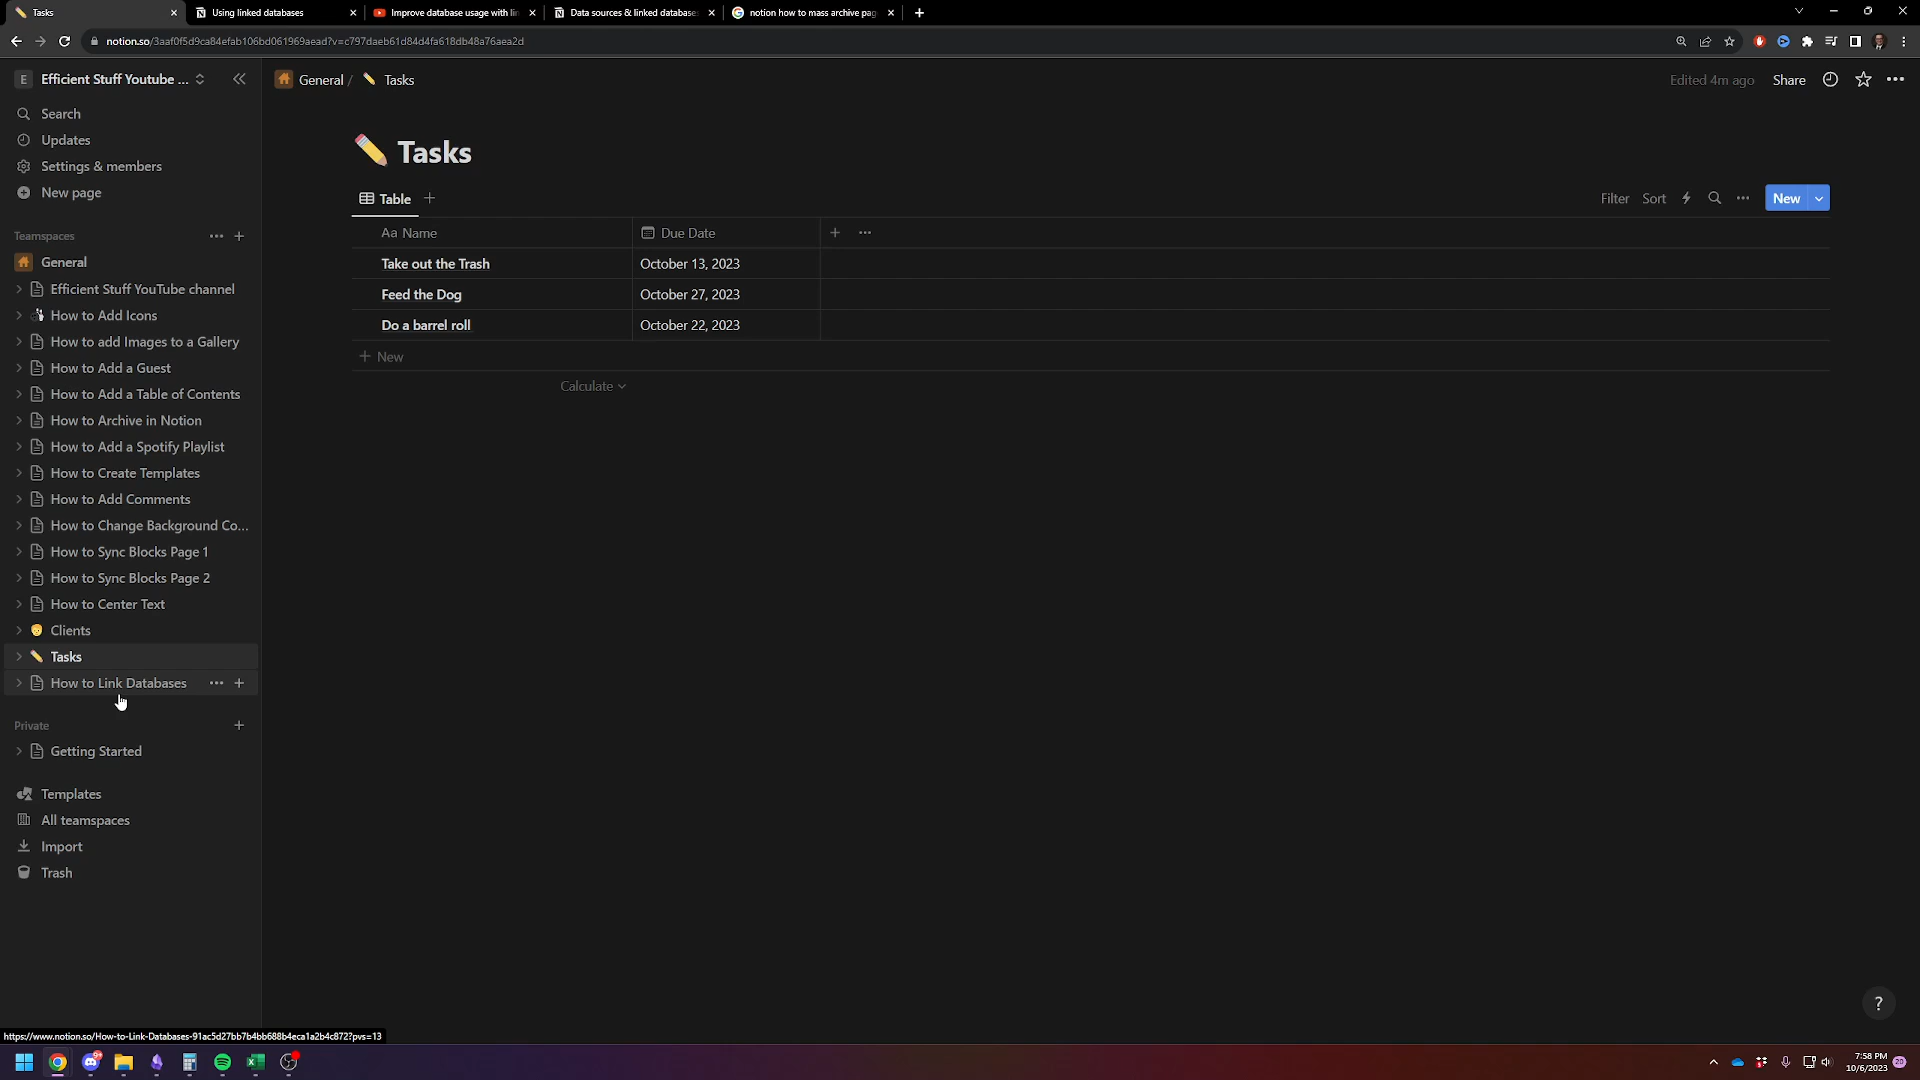 Tasks
Using linked databases
Improve database usage with lin
Data sources & linked database
notion how to mass archive pag
notion.so/3aaf0f5d9ca84efab106bd061969aead?v=c797daeb61d84d4fa618db48a76aea2d
E Efficient Stuff Youtube ...
General / Tasks
Edited 4m ago Share
Search
Updates
Settings & members
New page
Teamspaces
General
Efficient Stuff YouTube channel
How to Add Icons
How to add Images to a Gallery
How to Add a Guest
How to Add a Table of Contents
How to Archive in Notion
How to Add a Spotify Playlist
How to Create Templates
How to Add Comments
How to Change Background Co...
How to Sync Blocks Page 1
How to Sync Blocks Page 2
How to Center Text
Clients
Tasks
How to Link Databases
Private
Getting Started
Templates
All teamspaces
Import
Trash
Tasks
Table
Filter Sort New
Aa Name Due Date
Take out the Trash October 13, 2023
Feed the Dog October 27, 2023
Do a barrel roll October 22, 2023
+ New
Calculate
?
https://www.notion.so/How-to-Link-Databases-91ac5d27bb7b4bb688b4eca1a2b4c872?pvs=13
7:58 PM
10/6/2023
20